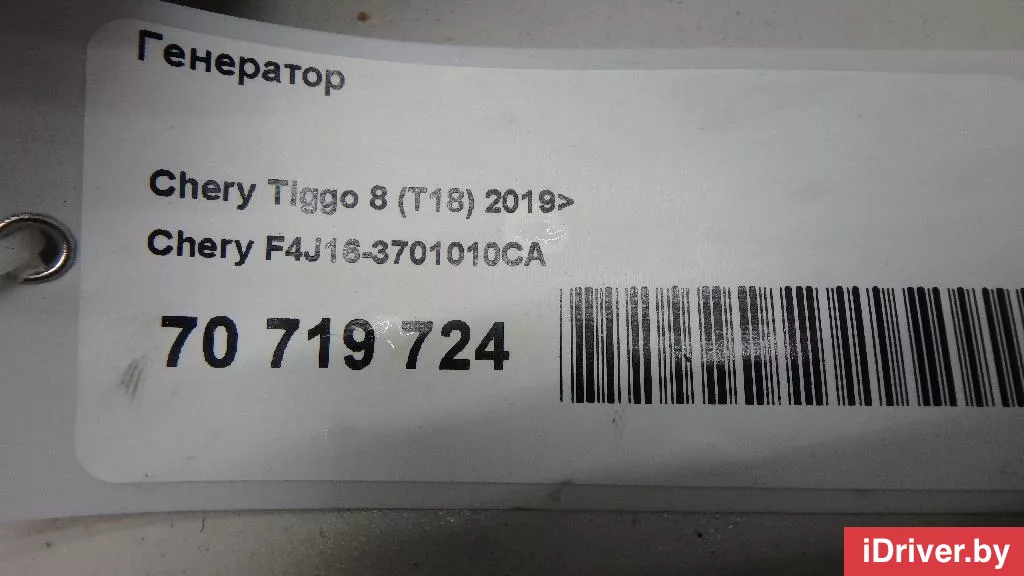 Генератор
Chery Tiggo 8 (T18) 2019>
Chery F4J16-3701010CA
70 719 724
iDriver.by